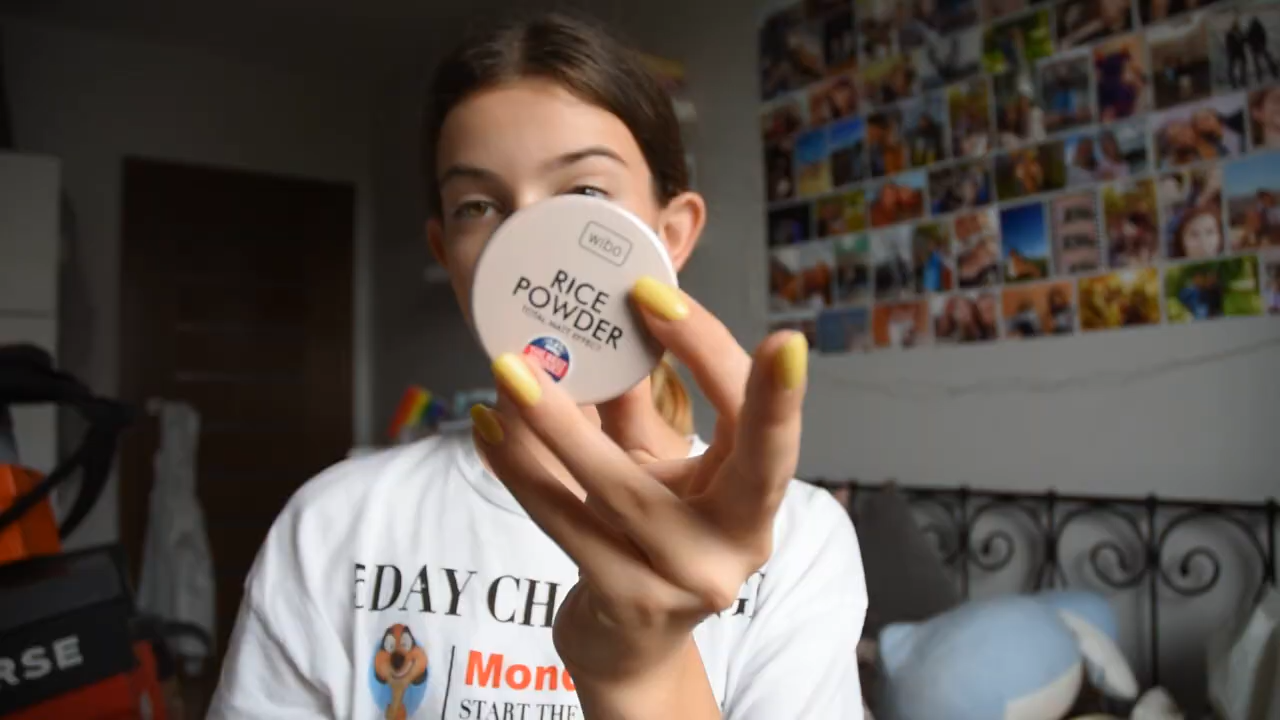 wibo
RICE
POWDER
TOTAL MATT EFFECT
EDAY CH
G
Mon
START THE
RSE